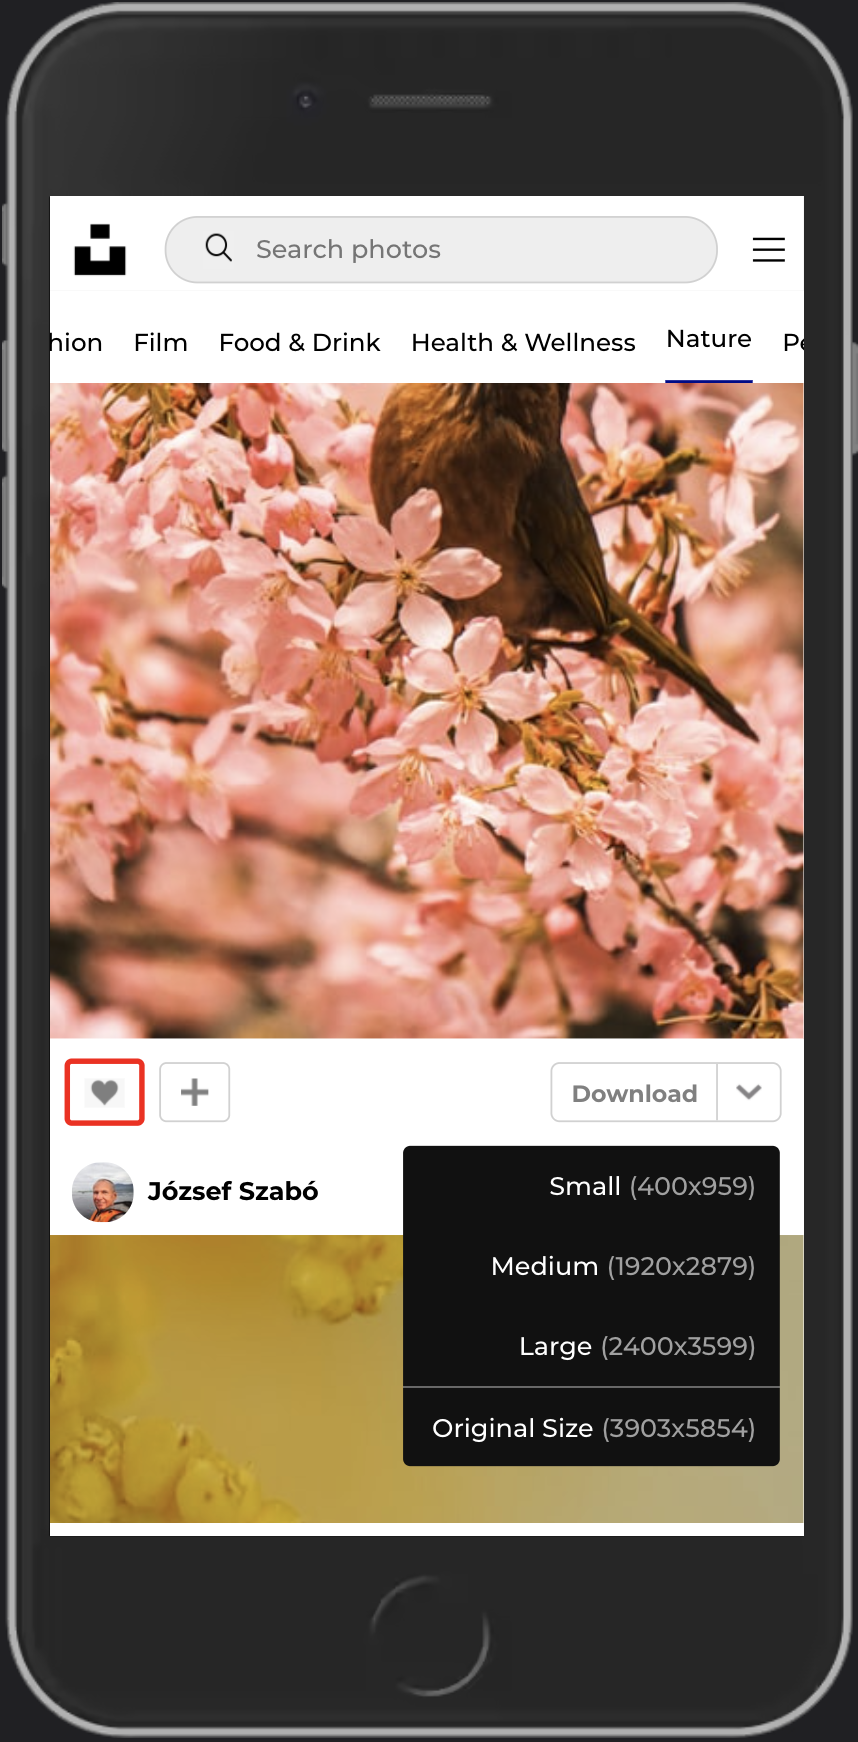 Search photos
hion Film Food & Drink Health & Wellness Nature Pe
Download
József Szabó
Small (400x959)
Medium (1920x2879)
Large (2400x3599)
Original Size (3903x5854)